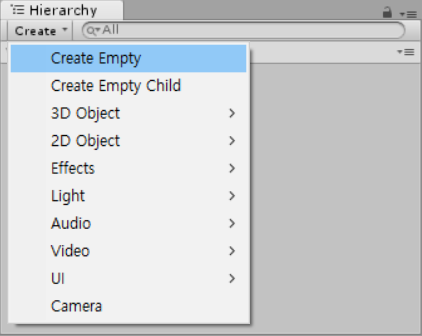 Hierarchy
Create All
Create Empty
Create Empty Child
3D Object
2D Object
Effects
Light
Audio
Video
UI
Camera